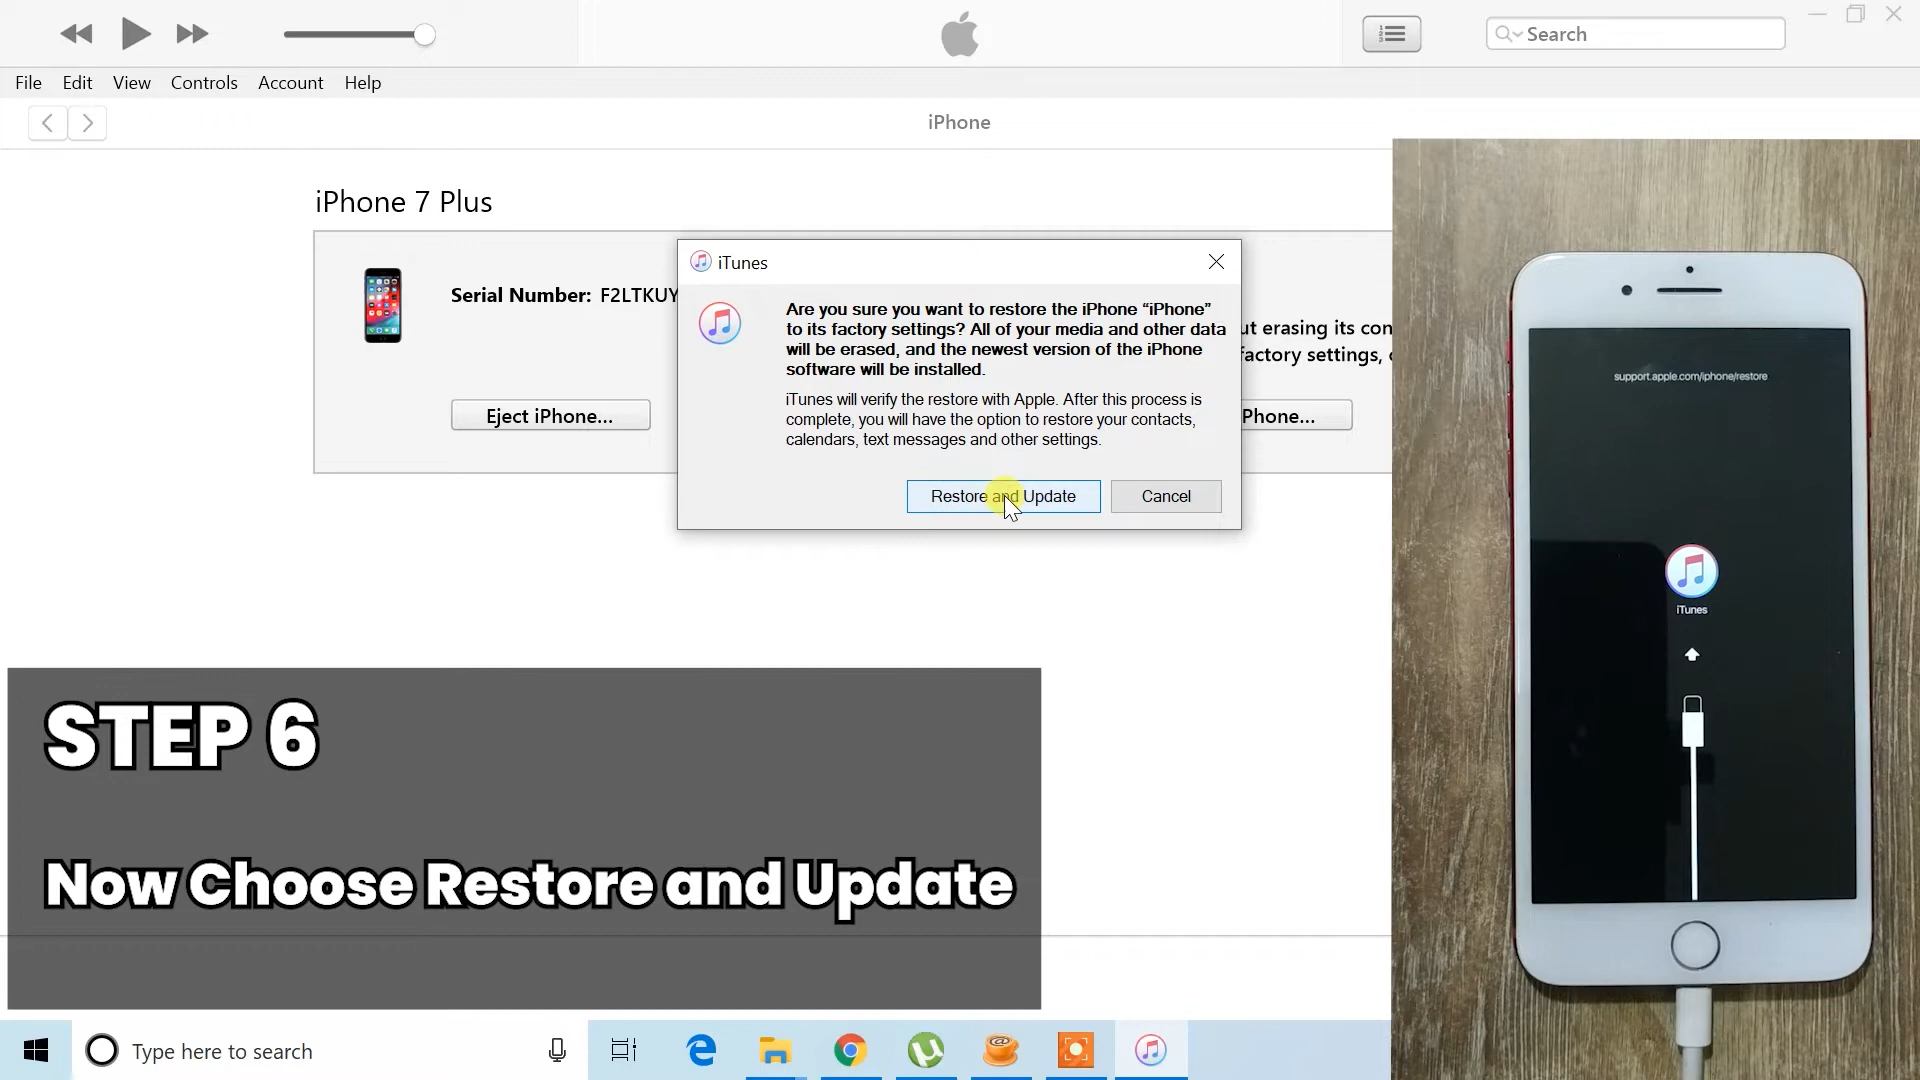 Search
File Edit View Controls Account Help
iPhone
iPhone 7 Plus
Serial Number: F2LTKUY
Eject iPhone...
iTunes
Are you sure you want to restore the iPhone “iPhone”
to its factory settings? All of your media and other data
will be erased, and the newest version of the iPhone
software will be installed.
iTunes will verify the restore with Apple. After this process is
complete, you will have the option to restore your contacts,
calendars, text messages and other settings.
Restore and Update
Cancel
ut erasing its con
factory settings,
Phone...
support.apple.com/iphone/restore
iTunes
STEP 6
Now Choose Restore and Update
Type here to search